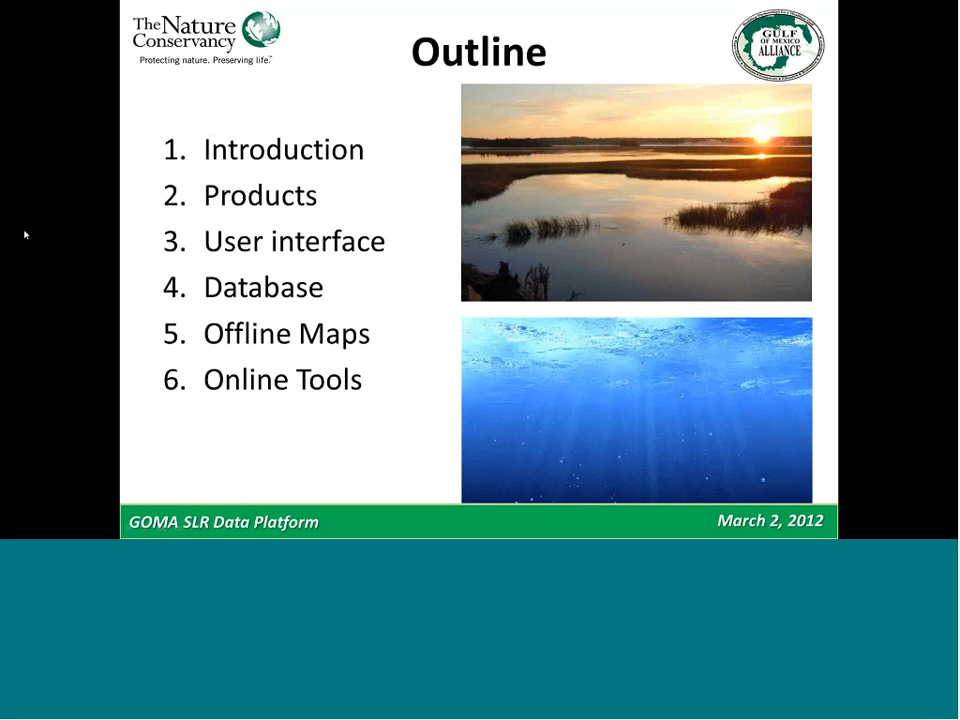 The Nature
Conservancy
Protecting nature. Preserving life.™
Outline
GULF
OF MEXICO
ALLIANCE
1. Introduction
2. Products
3. User interface
4. Database
5. Offline Maps
6. Online Tools
GOMA SLR Data Platform
March 2, 2012